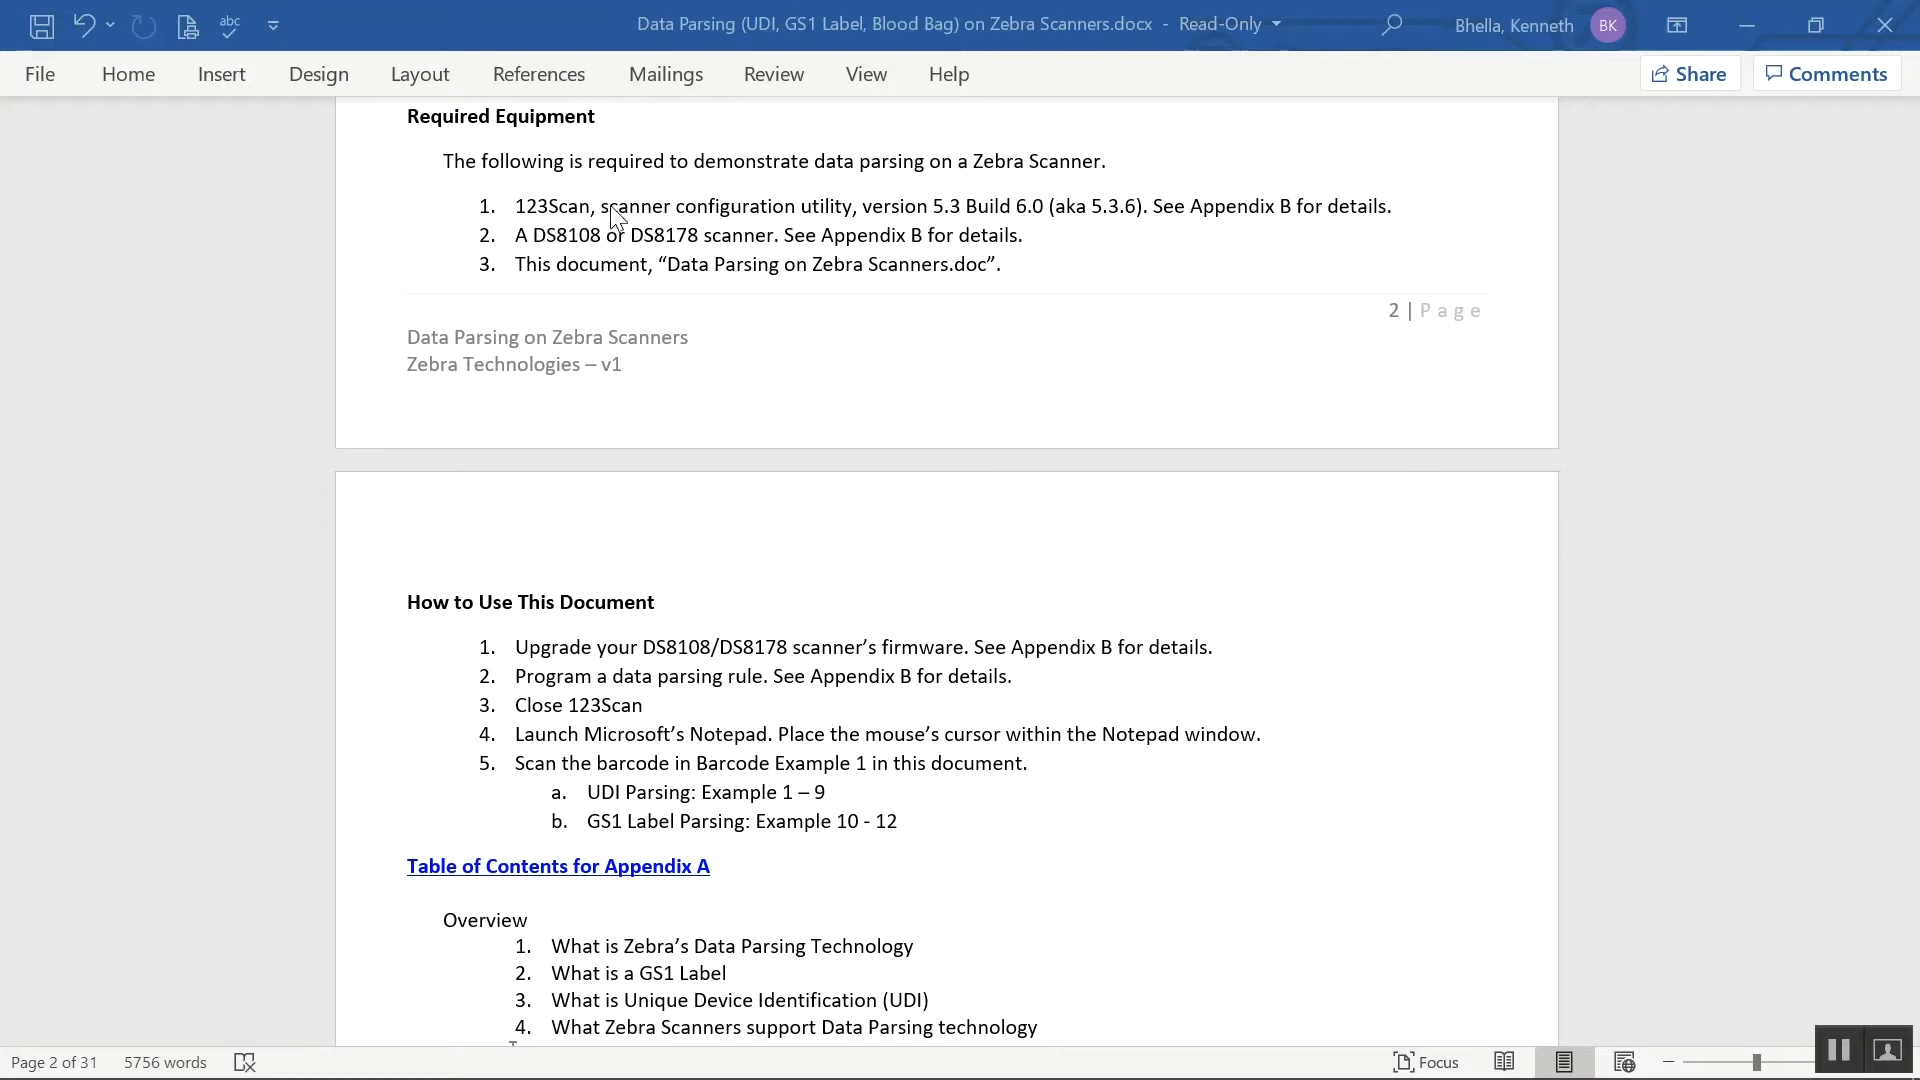 abc
Data Parsing (UDI, GS1 Label, Blood Bag) on Zebra Scanners.docx - Read-Only
Bhella, Kenneth
BK
File Home Insert Design Layout References Mailings Review View Help
Share
Comments
Required Equipment
The following is required to demonstrate data parsing on a Zebra Scanner.
1. 123Scan, scanner configuration utility, version 5.3 Build 6.0 (aka 5.3.6). See Appendix B for details.
2. A DS8108 or DS8178 scanner. See Appendix B for details.
3. This document, “Data Parsing on Zebra Scanners.doc”.
2 | Page
Data Parsing on Zebra Scanners
Zebra Technologies – v1
How to Use This Document
1. Upgrade your DS8108/DS8178 scanner’s firmware. See Appendix B for details.
2. Program a data parsing rule. See Appendix B for details.
3. Close 123Scan
4. Launch Microsoft’s Notepad. Place the mouse’s cursor within the Notepad window.
5. Scan the barcode in Barcode Example 1 in this document.
a. UDI Parsing: Example 1 – 9
b. GS1 Label Parsing: Example 10 - 12
Table of Contents for Appendix A
Overview
1. What is Zebra’s Data Parsing Technology
2. What is a GS1 Label
3. What is Unique Device Identification (UDI)
4. What Zebra Scanners support Data Parsing technology
Page 2 of 31
5756 words
Focus